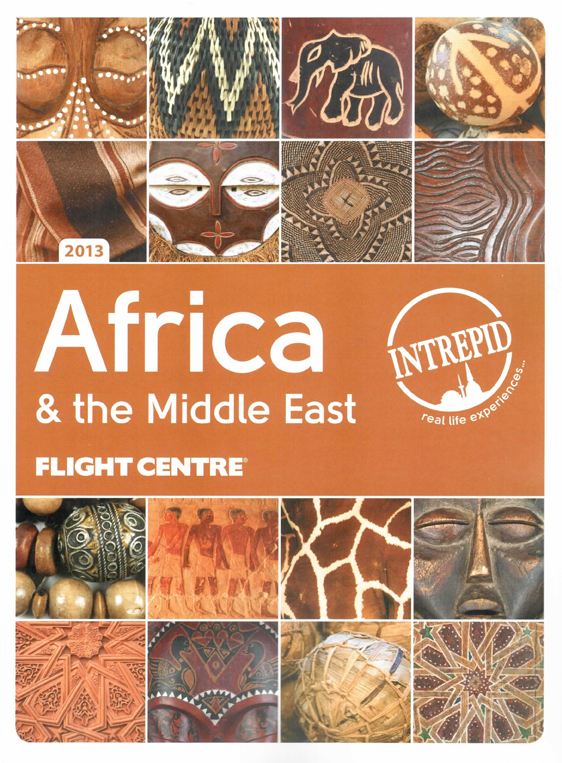 2013
Africa
& the Middle East
FLIGHT CENTRE®
INTREPID
real life experiences...